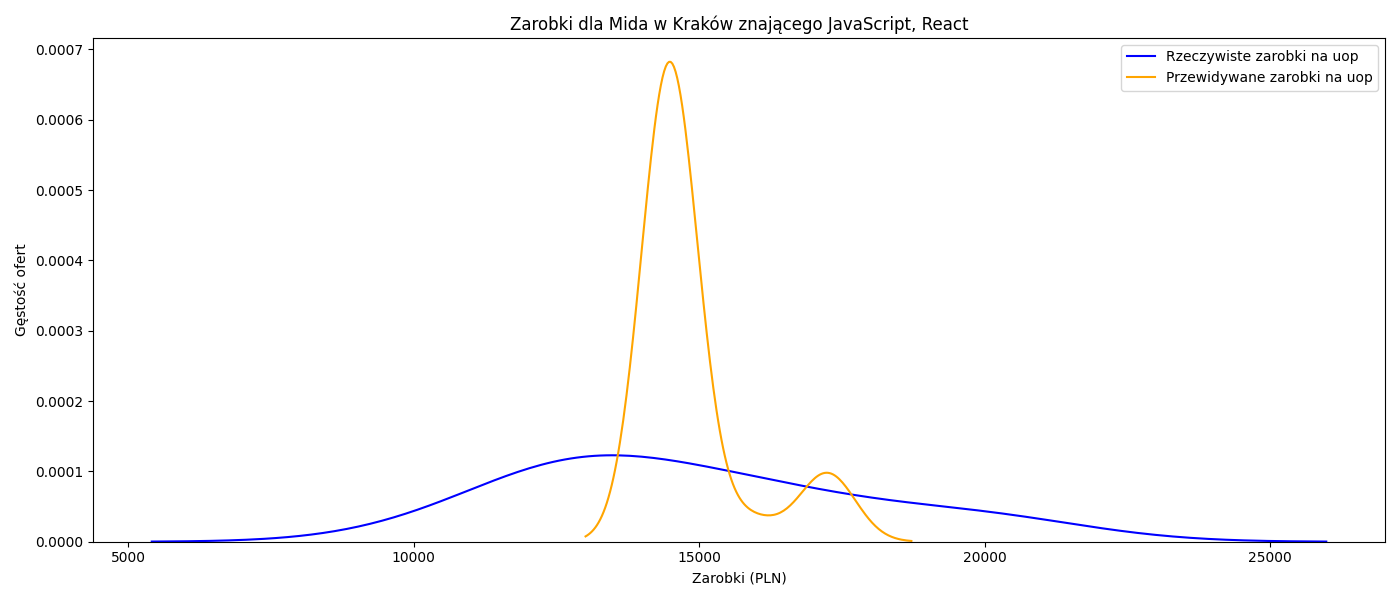 Zarobki dla Mida w Kraków znającego JavaScript, React
Rzeczywiste zarobki na uop
Przewidywane zarobki na uop
Gęstość ofert
0.0007
0.0006
0.0005
0.0004
0.0003
0.0002
0.0001
0.0000
5000 10000 15000 20000 25000
Zarobki (PLN)